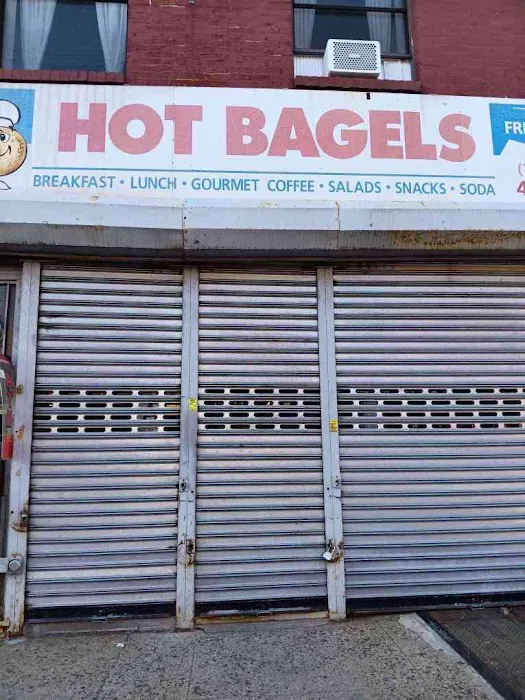 HOT BAGELS
BREAKFAST · LUNCH · GOURMET COFFEE · SALADS · SNACKS · SODA